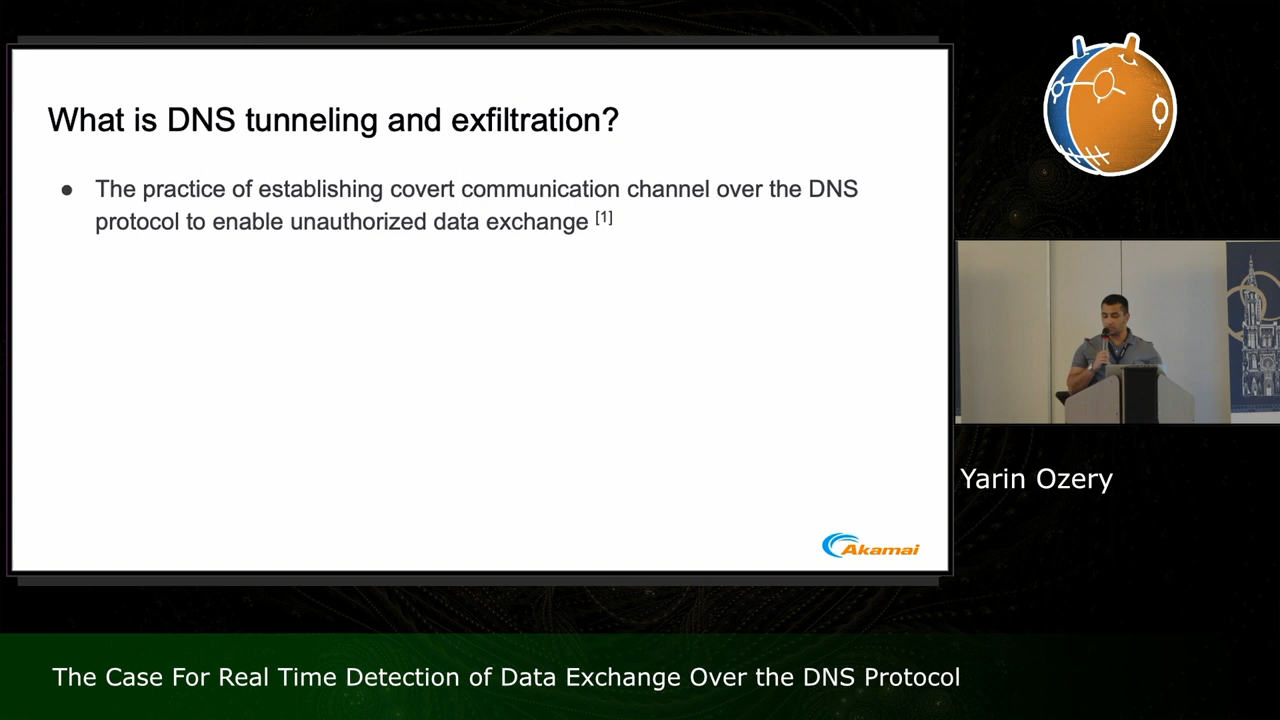 What is DNS tunneling and exfiltration?
● The practice of establishing covert communication channel over the DNS
protocol to enable unauthorized data exchange [1]
Akamai
Yarin Ozery
The Case For Real Time Detection of Data Exchange Over the DNS Protocol